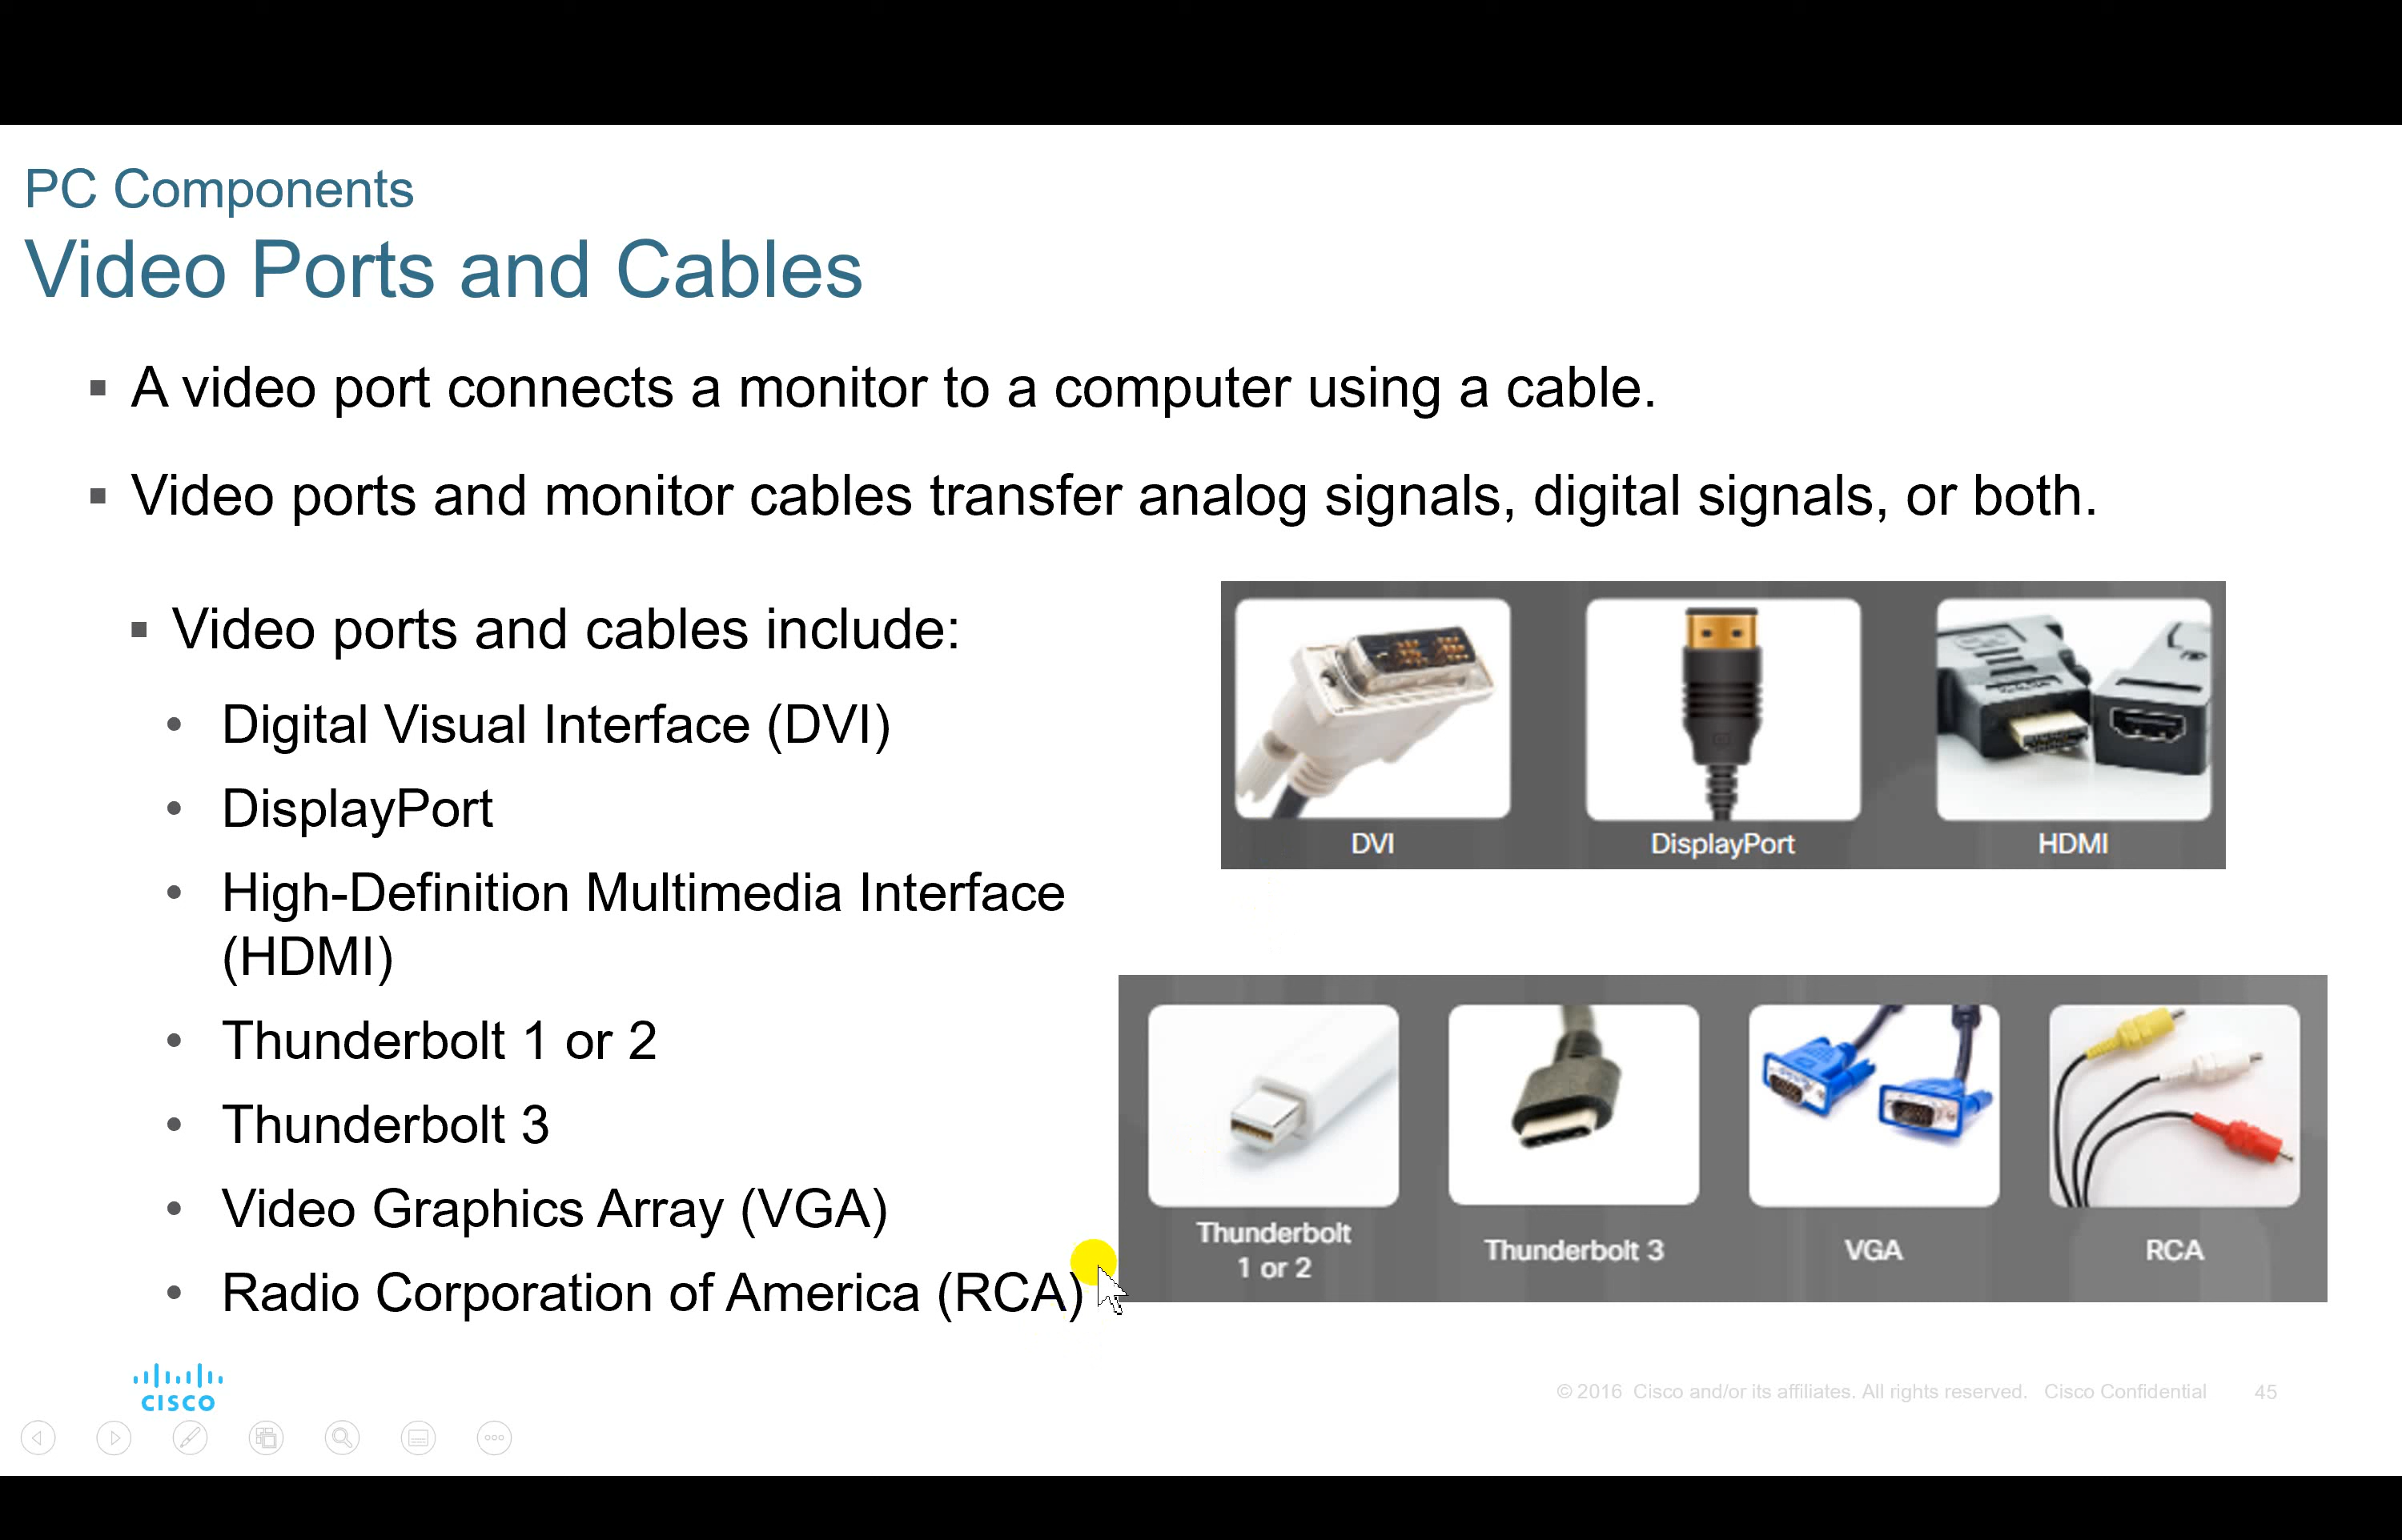 PC Components
Video Ports and Cables
A video port connects a monitor to a computer using a cable.
Video ports and monitor cables transfer analog signals, digital signals, or both.
Video ports and cables include:
Digital Visual Interface (DVI)
DisplayPort
High-Definition Multimedia Interface
(HDMI)
Thunderbolt 1 or 2
Thunderbolt 3
Video Graphics Array (VGA)
Radio Corporation of America (RCA)
DVI
DisplayPort
HDMI
Thunderbolt
1 or 2
Thunderbolt 3
VGA
RCA
CISCO
© 2016 Cisco and/or its affiliates. All rights reserved. Cisco Confidential 45